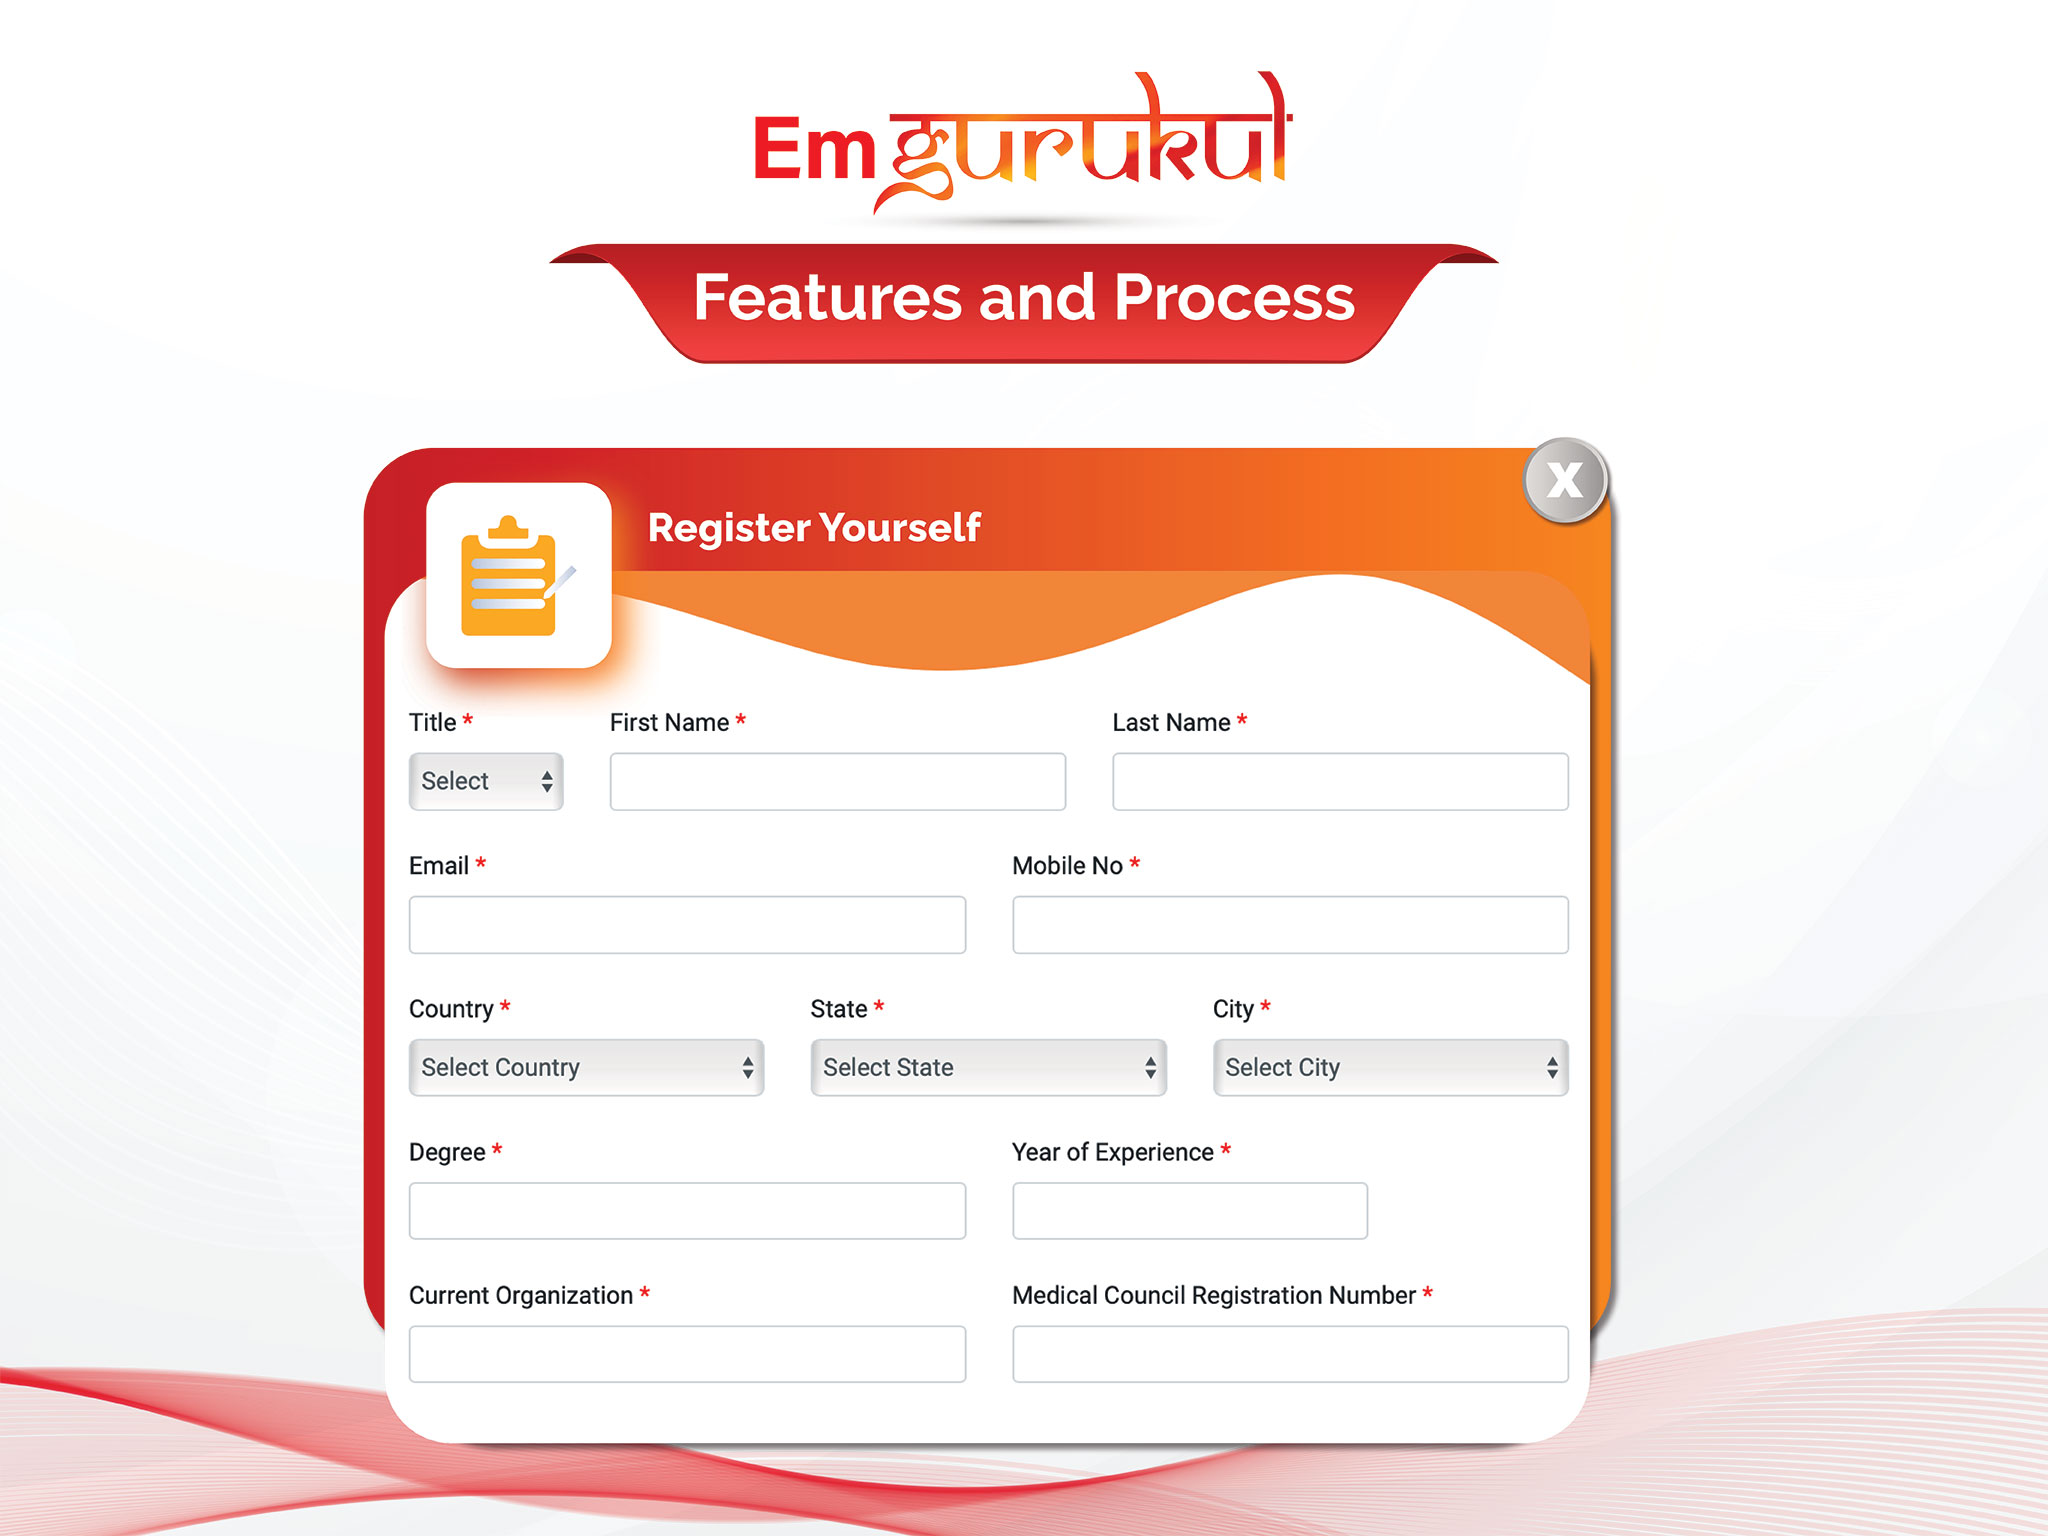 Em gurukul
Features and Process
X
Register Yourself
Title * First Name * Last Name *
Select
Email * Mobile No *
Country * State * City *
Select Country Select State Select City
Degree * Year of Experience *
Current Organization * Medical Council Registration Number *